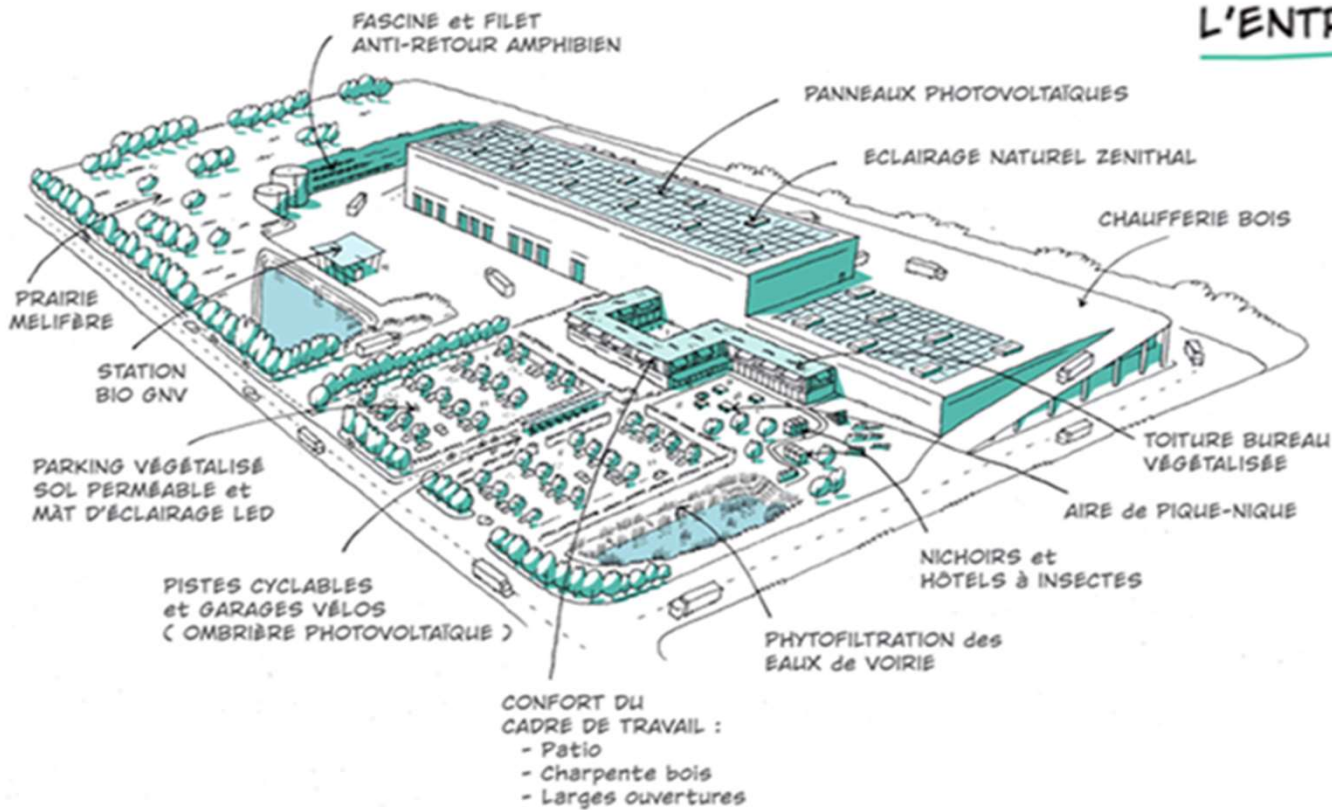 L'ENTR
FASCINE et FILET
ANTI-RETOUR AMPHIBIEN
PANNEAUX PHOTOVOLTAÏQUES
ECLAIRAGE NATUREL ZENITHAL
CHAUFFERIE BOIS
PRAIRIE
MELIFÈRE
STATION
BIO GNV
PARKING VÉGÉTALISÉ
SOL PERMÉABLE et
MÂT D'ÉCLAIRAGE LED
PISTES CYCLABLES
et GARAGES VÉLOS
( OMBRIÈRE PHOTOVOLTAÏQUE )
CONFORT DU
CADRE DE TRAVAIL :
- Patio
- Charpente bois
- Larges ouvertures
PHYTOFILTRATION des
EAUX de VOIRIE
NICHOIRS et
HÔTELS à INSECTES
AIRE de PIQUE-NIQUE
TOITURE BUREAU
VÉGÉTALISÉE